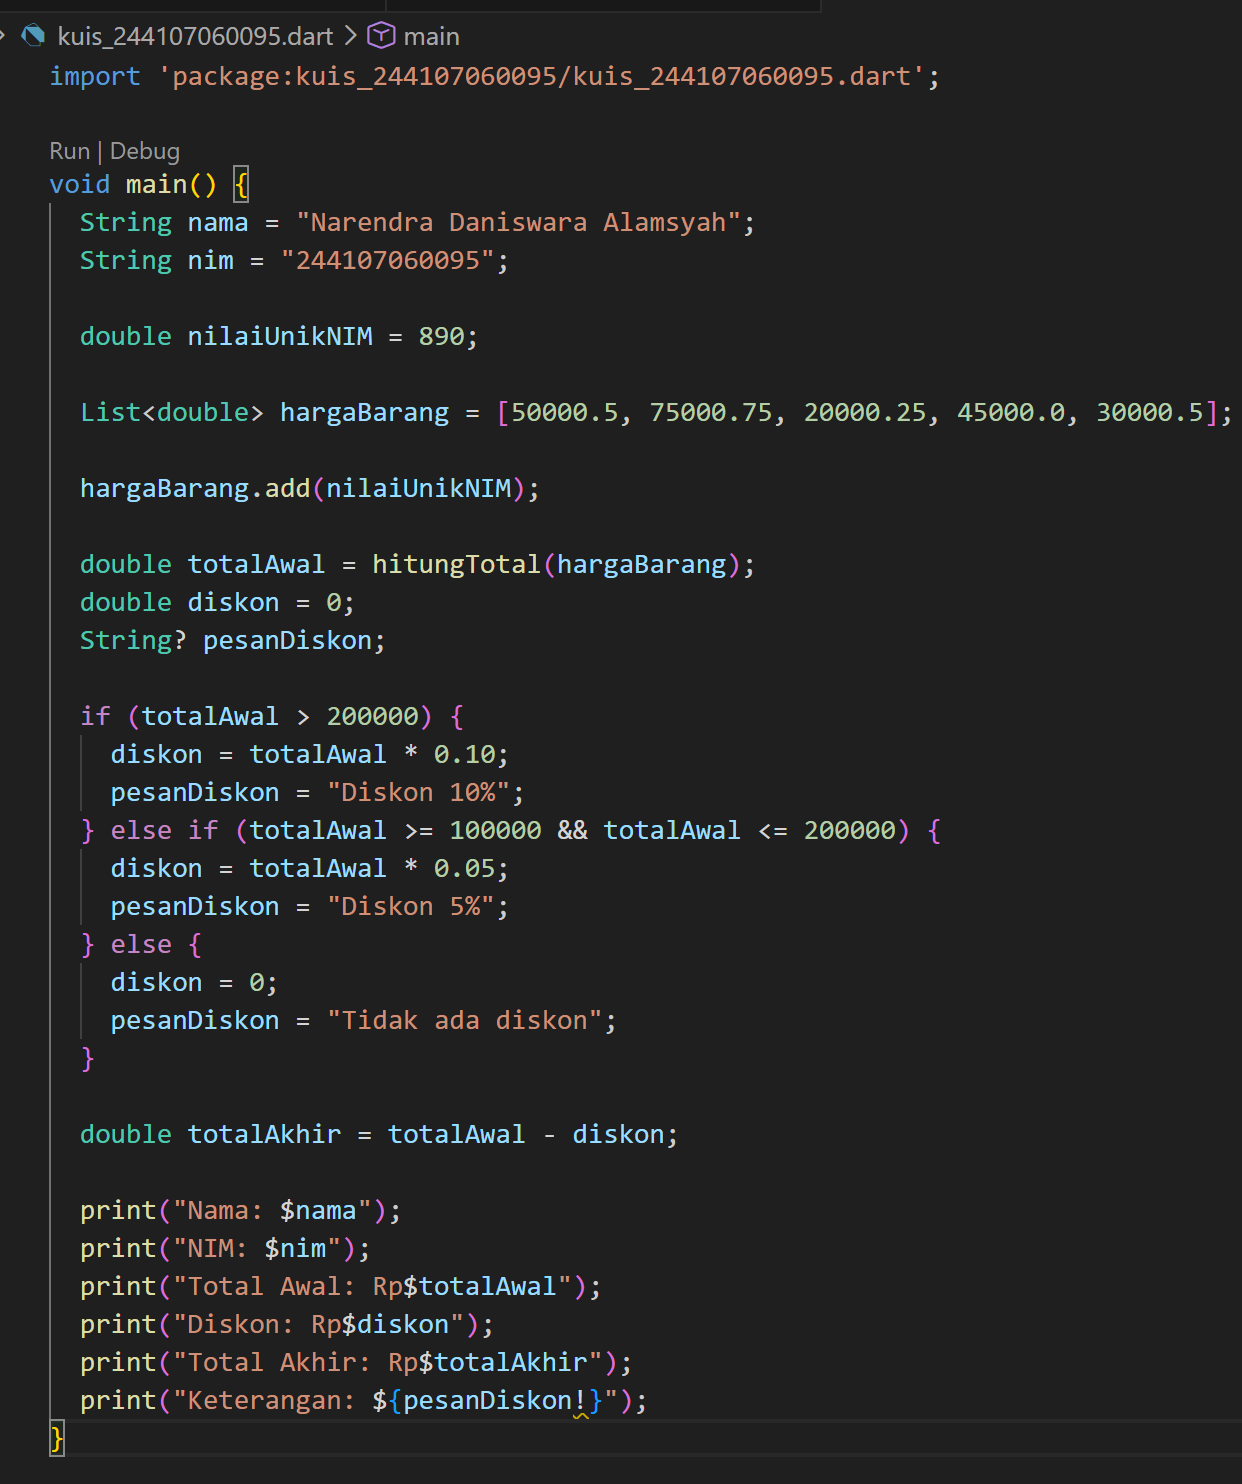 kuis_244107060095.dart > main
import 'package:kuis_244107060095/kuis_244107060095.dart';
Run | Debug
void main() {
  String nama = "Narendra Daniswara Alamsyah";
  String nim = "244107060095";
  double nilaiUnikNIM = 890;
  List<double> hargaBarang = [50000.5, 75000.75, 20000.25, 45000.0, 30000.5];
  hargaBarang.add(nilaiUnikNIM);
  double totalAwal = hitungTotal(hargaBarang);
  double diskon = 0;
  String? pesanDiskon;
  if (totalAwal > 200000) {
    diskon = totalAwal * 0.10;
    pesanDiskon = "Diskon 10%";
  } else if (totalAwal >= 100000 && totalAwal <= 200000) {
    diskon = totalAwal * 0.05;
    pesanDiskon = "Diskon 5%";
  } else {
    diskon = 0;
    pesanDiskon = "Tidak ada diskon";
  }
  double totalAkhir = totalAwal - diskon;
  print("Nama: $nama");
  print("NIM: $nim");
  print("Total Awal: Rp$totalAwal");
  print("Diskon: Rp$diskon");
  print("Total Akhir: Rp$totalAkhir");
  print("Keterangan: ${pesanDiskon!}");
}